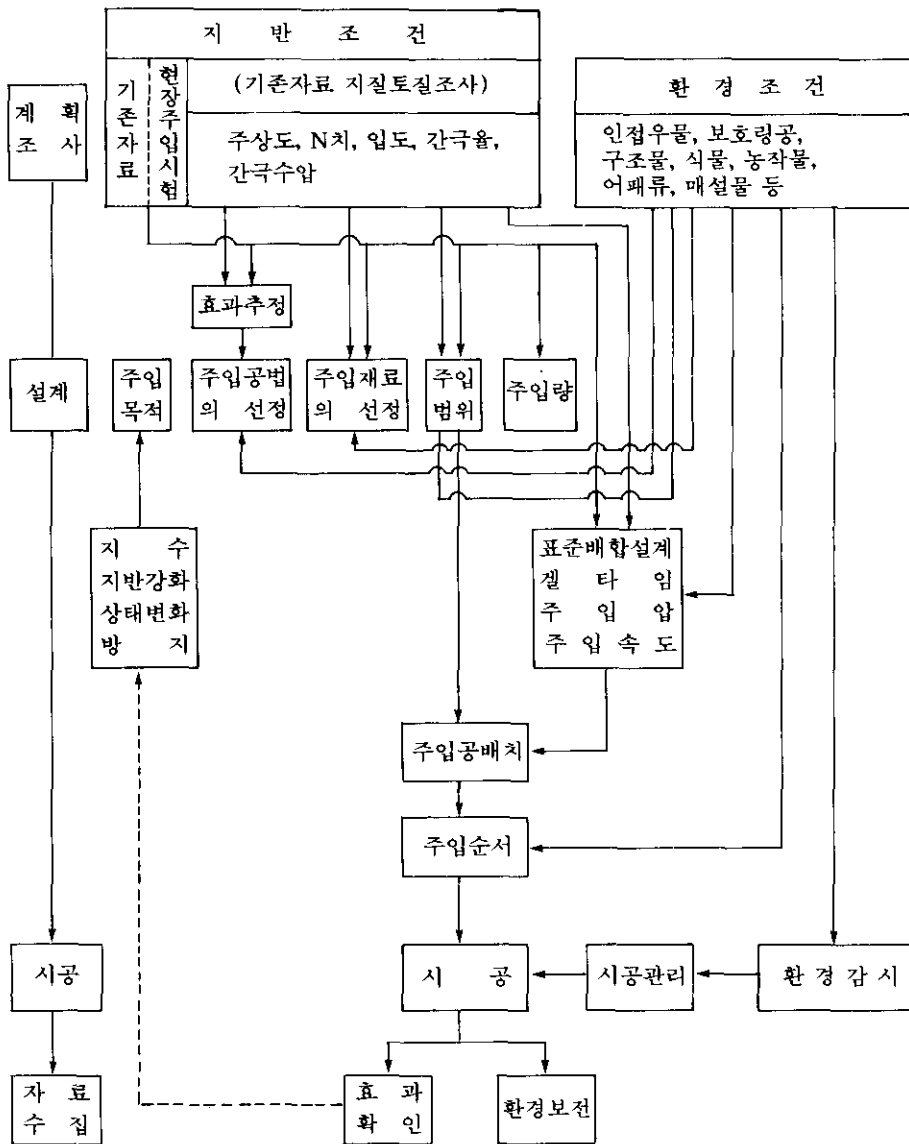 지 반 조 건
기존자료
현장주입시험
(기존자료 지질토질조사)
주상도, N치, 입도, 간극율,
간극수압
환 경 조 건
인접우물, 보호링공,
구조물, 식물, 농작물,
어패류, 매설물 등
계 획
조 사
효과추정
설계
주입
목적
주입공법
의 선정
주입재료
의 선정
주입
범위
주입량
지 수
지반강화
상태변화
방 지
표준배합설계
겔 타 임
주 입 압
주 입 속 도
주입공배치
주입순서
시공
시 공
시공관리
환 경 감 시
자 료
수 집
효 과
확 인
환경보전